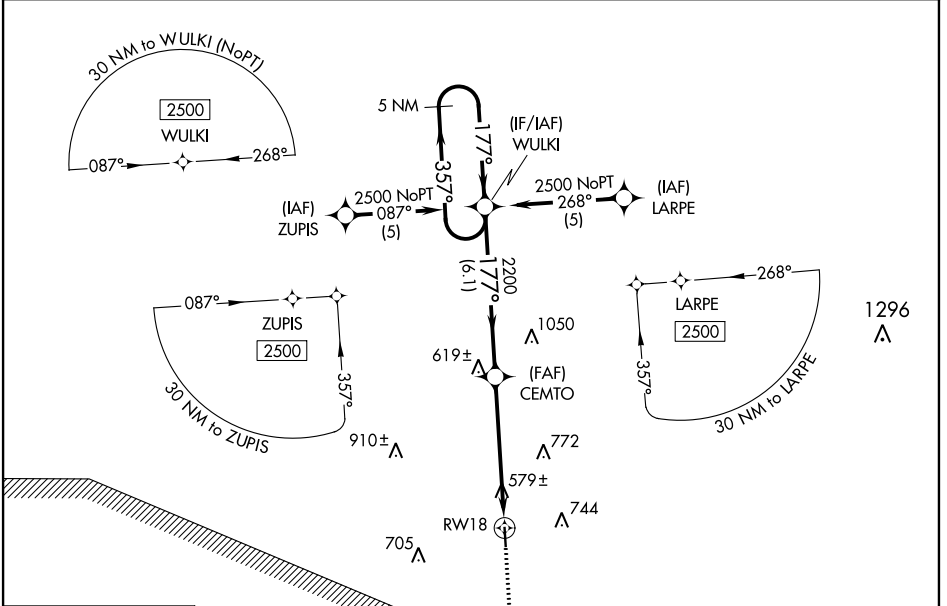 30 NM to WULKI (NoPT)
2500
WULKI
087°
268°
5 NM
177°
357°
(IF/IAF)
WULKI
(IAF)
ZUPIS
2500 NoPT
087°
(5)
2500 NoPT
268°
(5)
(IAF)
LARPE
2200
177°
(6.1)
087°
ZUPIS
2500
357°
30 NM to ZUPIS
268°
LARPE
2500
357°
30 NM to LARPE
1296
1050
619±
(FAF)
CEMTO
910±
772
579±
RW18
744
705